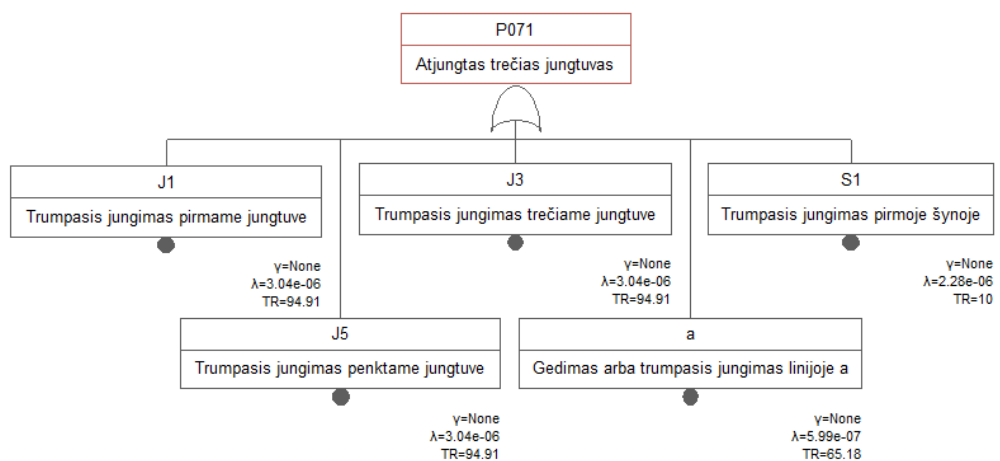 P071
Atjungtas trečias jungtuvas
J1
Trumpasis jungimas pirmame jungtuve
γ=None
λ=3.04e-06
TR=94.91
J3
Trumpasis jungimas trečiame jungtuve
γ=None
λ=3.04e-06
TR=94.91
S1
Trumpasis jungimas pirmoje šynoje
γ=None
λ=2.28e-06
TR=10
J5
Trumpasis jungimas penktame jungtuve
γ=None
λ=3.04e-06
TR=94.91
a
Gedimas arba trumpasis jungimas linijoje a
γ=None
λ=5.99e-07
TR=65.18